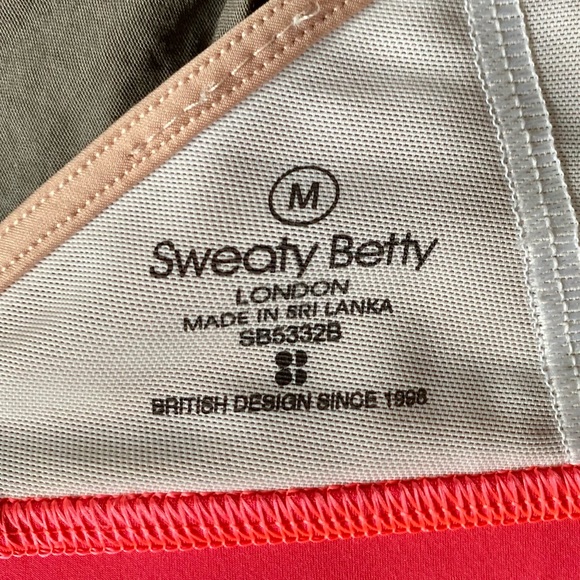 M
Sweaty Betty
LONDON
MADE IN SRI LANKA
SB5332B
BRITISH DESIGN SINCE 1998